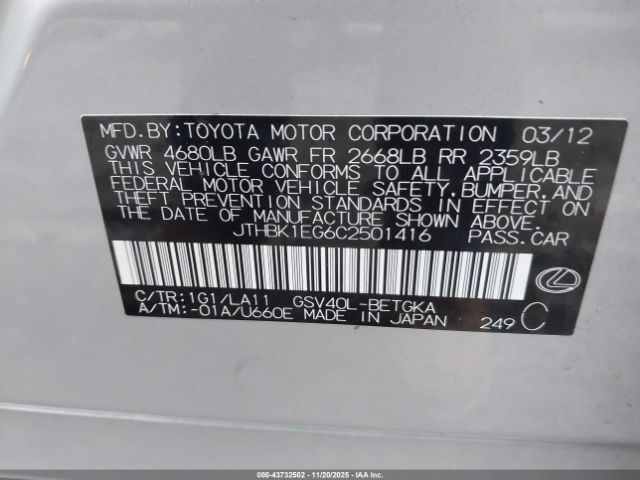 MFD.BY:TOYOTA MOTOR CORPORATION 03/12
GVWR 4680LB GAWR FR 2668LB RR 2359LB
THIS VEHICLE CONFORMS TO ALL APPLICABLE
FEDERAL MOTOR VEHICLE SAFETY,BUMPER,AND
THEFT PREVENTION STANDARDS IN EFFECT ON
THE DATE OF MANUFACTURE SHOWN ABOVE.
JTHBK1EG6C2501416 PASS.CAR
C/TR:1G1/LA11 GSV40L-BETGKA
A/TM:-01A/U660E MADE IN JAPAN 249 C
000-43732502 - 11/20/2025 - IAAI.CA